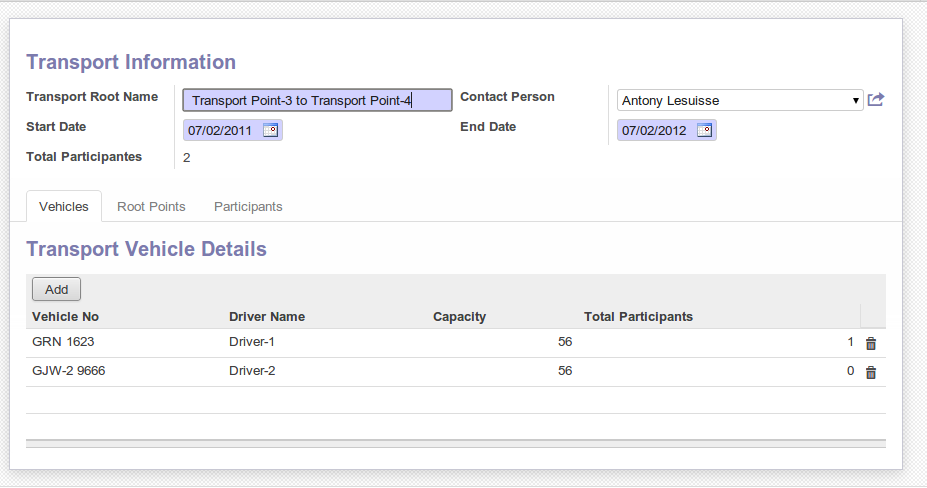 Transport Information
Transport Root Name Transport Point-3 to Transport Point-4 Contact Person Antony Lesuisse
Start Date 07/02/2011 End Date 07/02/2012
Total Participantes 2
Vehicles Root Points Participants
Transport Vehicle Details
Add
Vehicle No Driver Name Capacity Total Participants
GRN 1623 Driver-1 56 1
GJW-2 9666 Driver-2 56 0